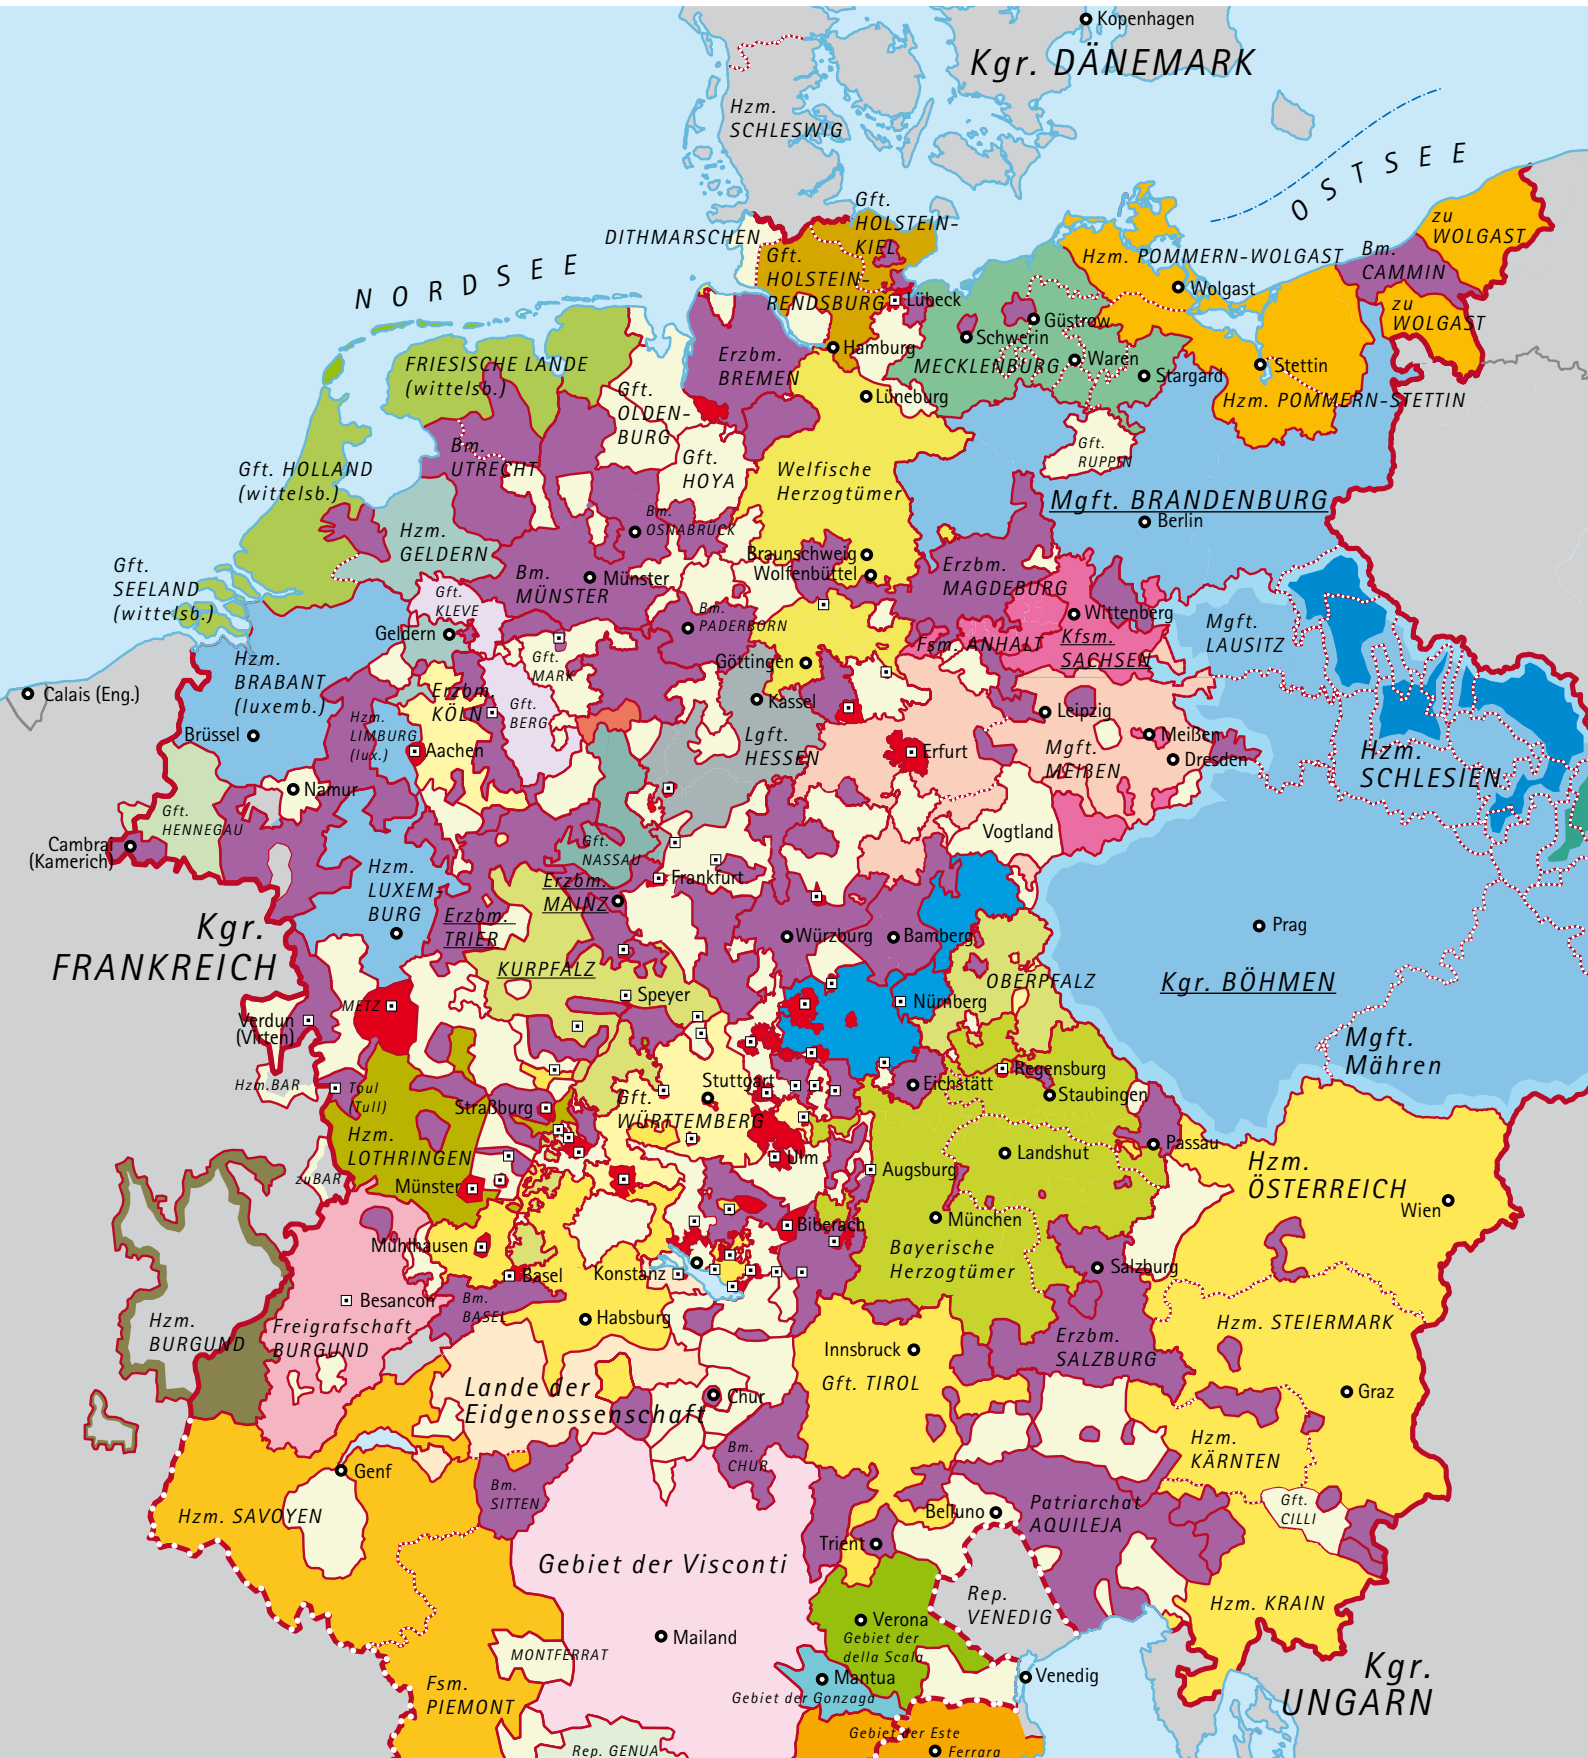 Kopenhagen
Kgr. DÄNEMARK
Hzm.
SCHLESWIG
OSTSEE
NORDSEE
DITHMARSCHEN
Gft.
HOLSTEIN-
KIEL
Gft.
HOLSTEIN-
RENDSBURG
Lübeck
Hamburg
zu
WOLGAST
Bm.
CAMMIN
zu
WOLGAST
Hzm. POMMERN-WOLGAST
Wolgast
Güstrow
Schwerin
Waren
MECKLENBURG
Stargard
Stettin
Hzm. POMMERN-STETTIN
FRIESISCHE LANDE
(wittelsb.)
Erzbm.
BREMEN
Lüneburg
Gft.
OLDEN-
BURG
Gft.
HOYA
Bm.
UTRECHT
Gft. HOLLAND
(wittelsb.)
Welfische
Herzogtümer
Gft.
RUPPIN
Mgft. BRANDENBURG
Berlin
Bm.
OSNABRÜCK
Hzm.
GELDERN
Gft.
SEELAND
(wittelsb.)
Bm.
MÜNSTER
Münster
Braunschweig
Wolfenbüttel
Erzbm.
MAGDEBURG
Gft.
KLEVE
Geldern
Bm.
PADERBORN
Wittenberg
Fsm. ANHALT
Kfsm.
SACHSEN
Mgft.
LAUSITZ
Göttingen
Gft.
MARK
Calais (Eng.)
Hzm.
BRABANT
(luxemb.)
Brüssel
Erzbm.
KÖLN
Gft.
BERG
Kassel
Hzm.
LIMBURG
(lux.)
Aachen
Lgft.
HESSEN
Erfurt
Leipzig
Meißen
Dresden
Mgft.
MEIßEN
Hzm.
SCHLESIEN
Namur
Gft.
HENNEGAU
Cambrai
(Kamerich)
Vogtland
Gft.
NASSAU
Hzm.
LUXEM-
BURG
Frankfurt
Erzbm.
MAINZ
Erzbm.
TRIER
Kgr.
FRANKREICH
Würzburg
Bamberg
Prag
KURPFALZ
Speyer
OBERPFALZ
Nürnberg
Kgr. BÖHMEN
METZ
Verdun
(Virten)
Mgft.
Mähren
Hzm.BAR
Toul
(Tull)
Straßburg
Stuttgart
Gft.
WÜRTTEMBERG
Eichstätt
Regensburg
Staubingen
Hzm.
LOTHRINGEN
Ulm
Augsburg
Landshut
Passau
Hzm.
ÖSTERREICH
Wien
zuBAR
Münster
München
Biberach
Mühlhausen
Bayerische
Herzogtümer
Basel
Konstanz
Salzburg
Besancon
Bm.
BASEL
Habsburg
Hzm.
BURGUND
Freigrafschaft
BURGUND
Innsbruck
Gft. TIROL
Erzbm.
SALZBURG
Hzm. STEIERMARK
Graz
Lande der
Eidgenossenschaft
Chur
Bm.
CHUR
Hzm.
KÄRNTEN
Genf
Bm.
SITTEN
Hzm. SAVOYEN
Belluno
Patriarchat
AQUILEJA
Gft.
CILLI
Trient
Gebiet der Visconti
Rep.
VENEDIG
Hzm. KRAIN
Verona
Gebiet der
della Scala
Mailand
MONTFERRAT
Mantua
Gebiet der Gonzaga
Venedig
Kgr.
UNGARN
Fsm.
PIEMONT
Gebiet der Este
Ferrara
Rep. GENUA